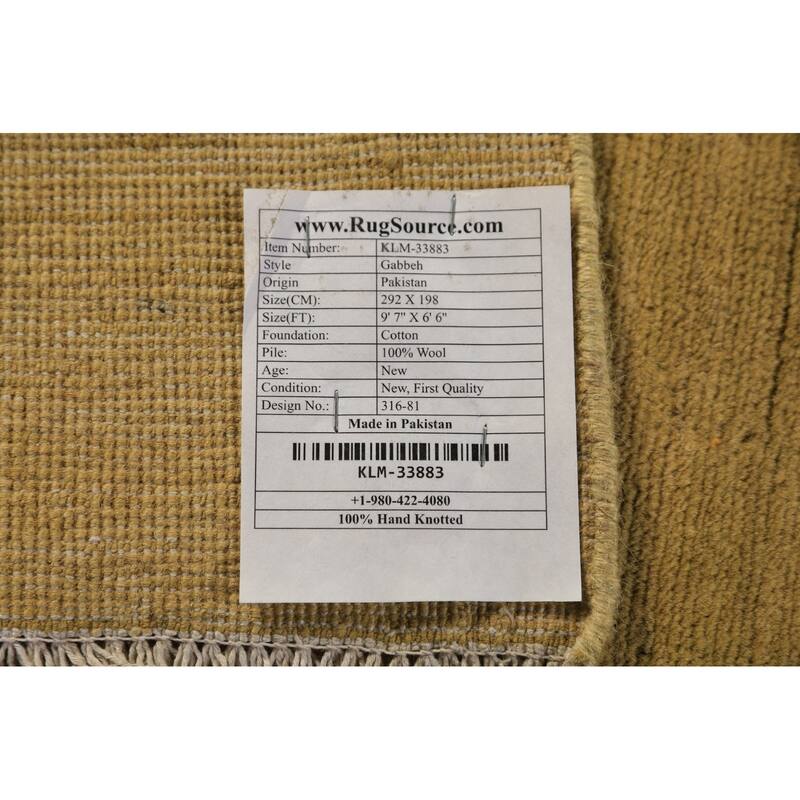 www.RugSource.com
Item Number: KLM-33883
Style Gabbeh
Origin Pakistan
Size(CM): 292 X 198
Size(FT): 9' 7" X 6' 6"
Foundation: Cotton
Pile: 100% Wool
Age: New
Condition: New, First Quality
Design No.: 316-81
Made in Pakistan
KLM-33883
+1-980-422-4080
100% Hand Knotted